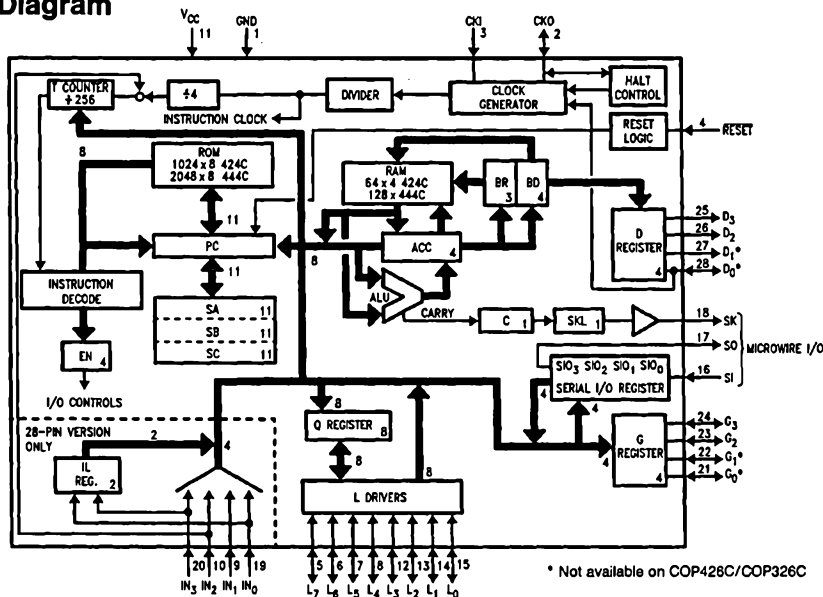 Diagram
VCC 11
GND 1
CKI 3
CKO 2
T COUNTER ÷256
÷4
DIVIDER
CLOCK GENERATOR
HALT CONTROL
INSTRUCTION CLOCK
RESET LOGIC
4 RESET
8
ROM
1024 x 8 424C
2048 x 8 444C
RAM
64 x 4 424C
128 x 444C
BR 3
BD 4
11
PC
8
ACC 4
D REGISTER 4
25 D3
26 D2
27 D1*
28 D0*
INSTRUCTION DECODE
11
SA 11
SB 11
SC 11
ALU
CARRY
C 1
SKL 1
18 SK
17 SO
16 SI
MICROWIRE I/O
EN 4
I/O CONTROLS
SIO3 SIO2 SIO1 SIO0
SERIAL I/O REGISTER
4
4
28-PIN VERSION ONLY
2
4
IL REG. 2
8
Q REGISTER 8
8
8
L DRIVERS
4
G REGISTER 4
24 G3
23 G2
22 G1*
21 G0*
20 10 9 19
IN3 IN2 IN1 IN0
5 6 7 8 12 13 14 15
L7 L6 L5 L4 L3 L2 L1 L0
* Not available on COP426C/COP326C